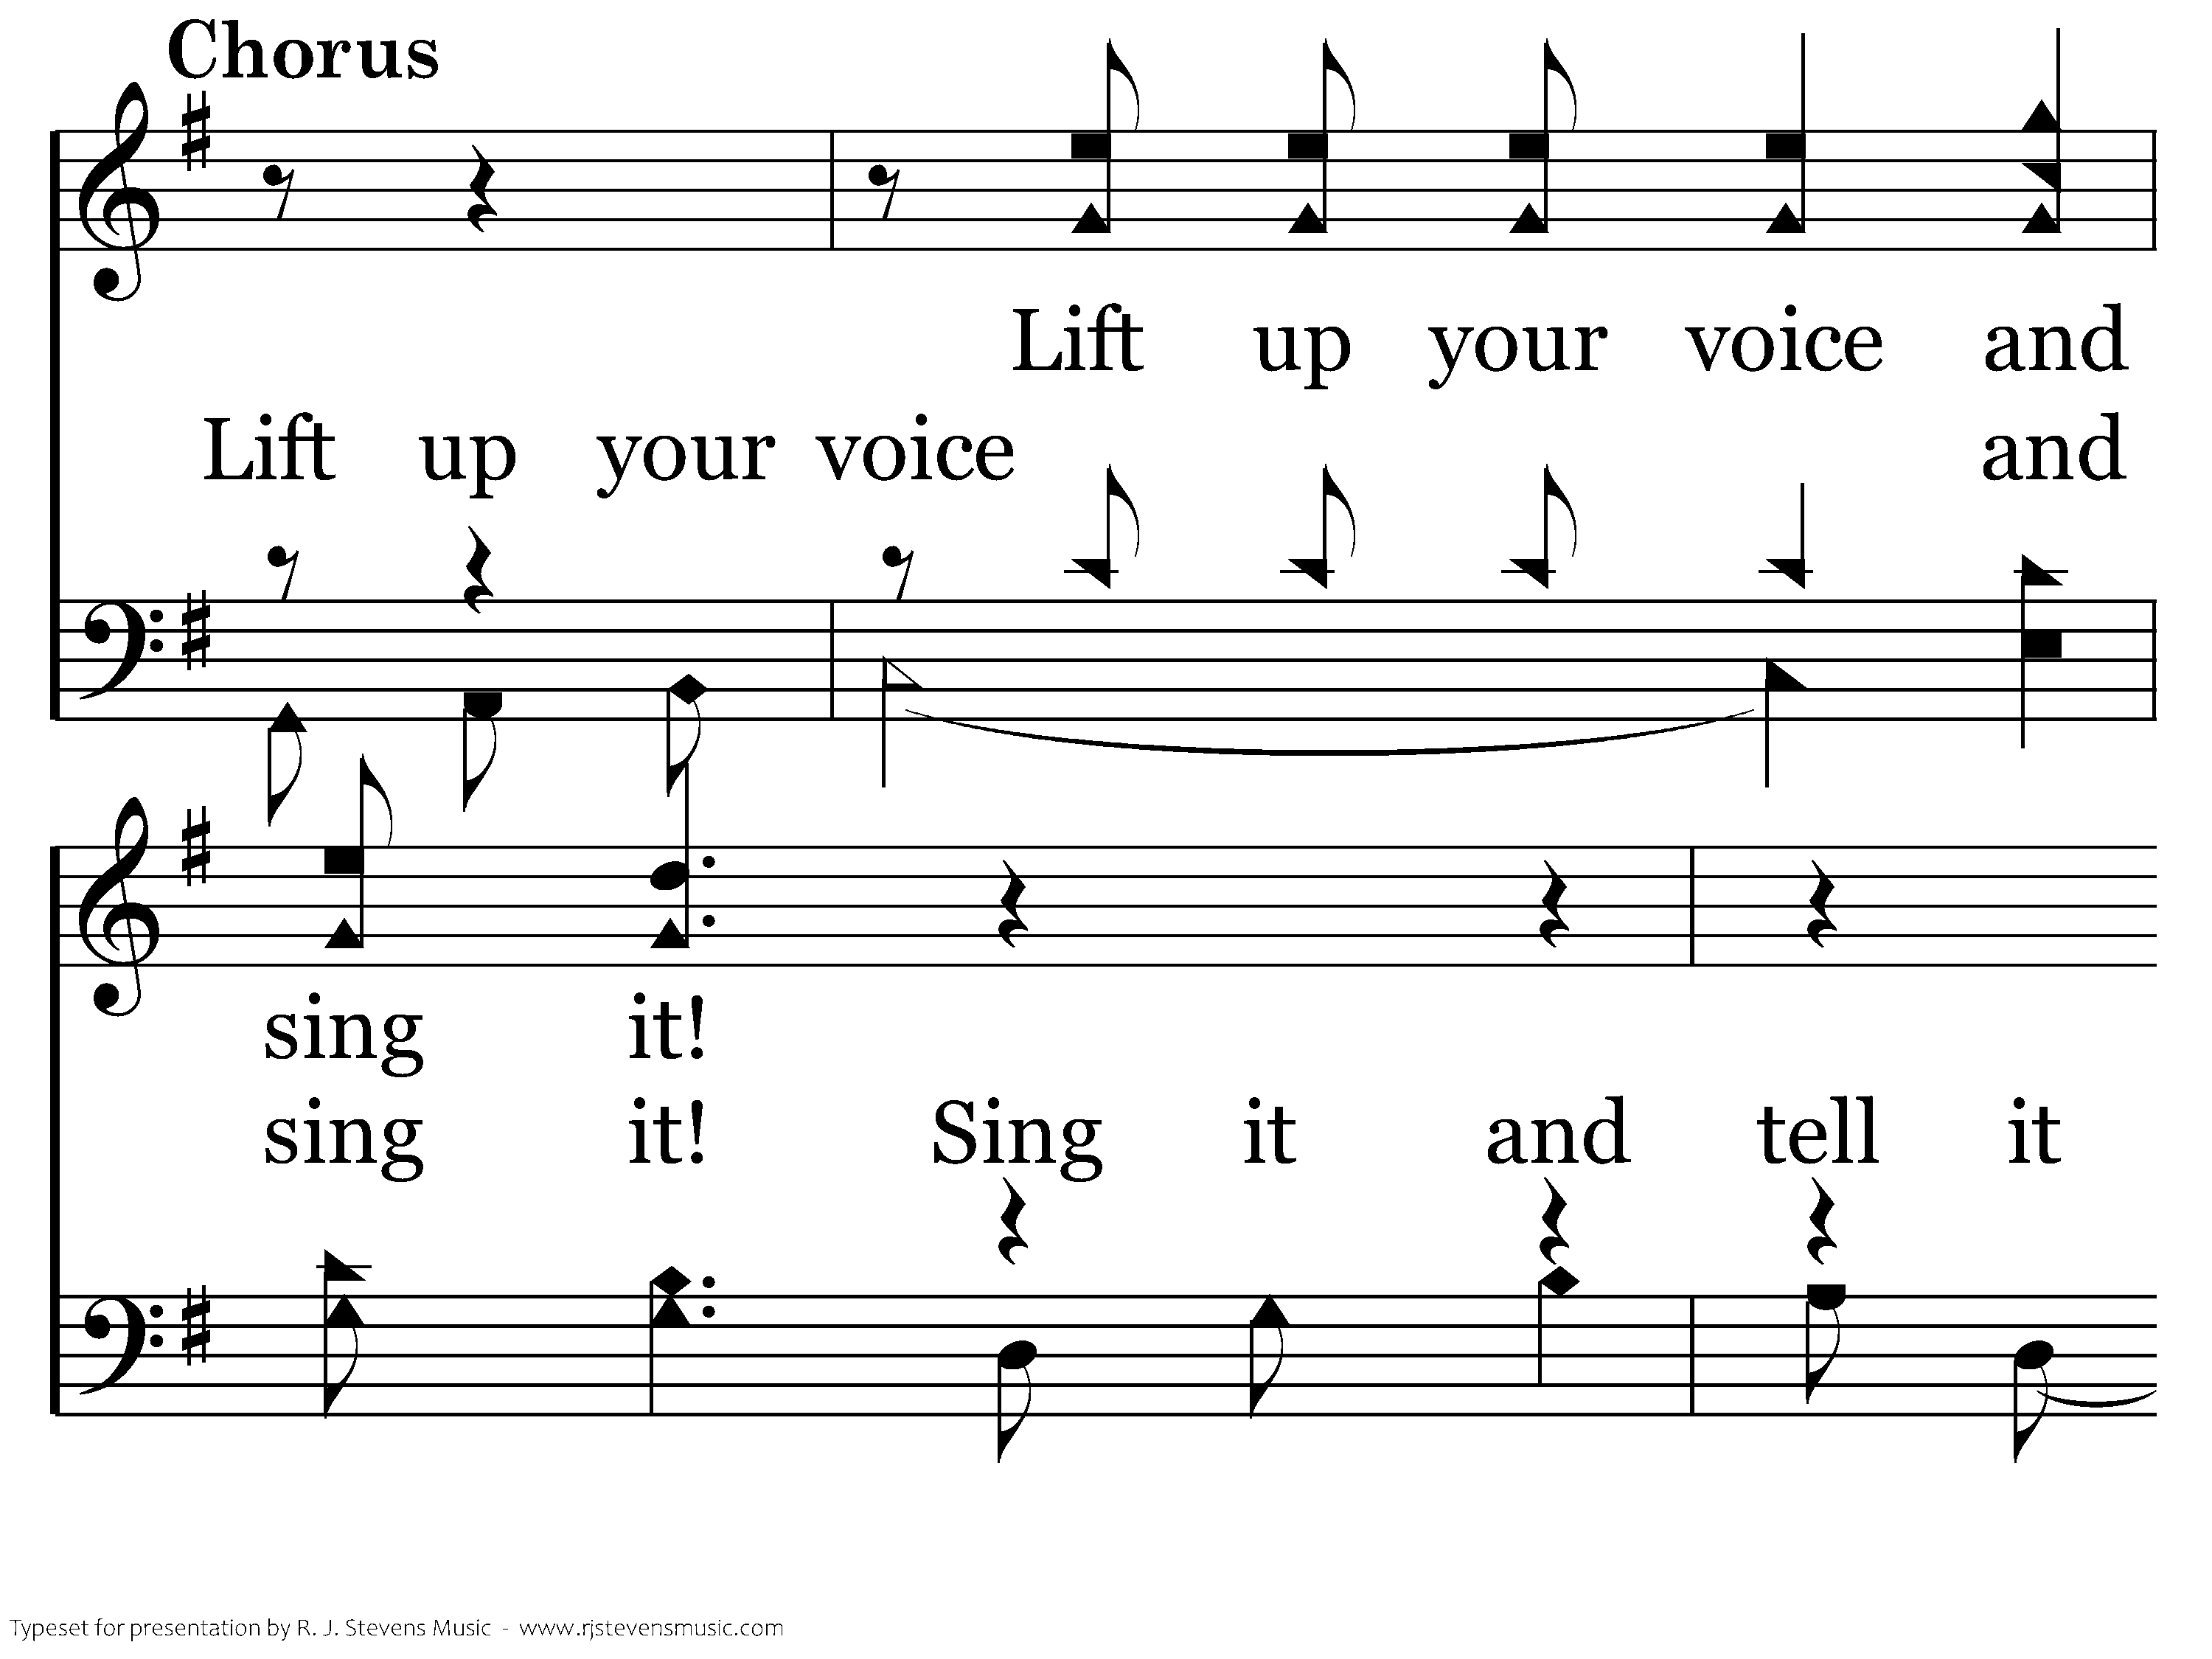 Chorus
Lift up your voice and
Lift up your voice and
sing it!
sing it! Sing it and tell it
Typeset for presentation by R. J. Stevens Music - www.rjstevensmusic.com